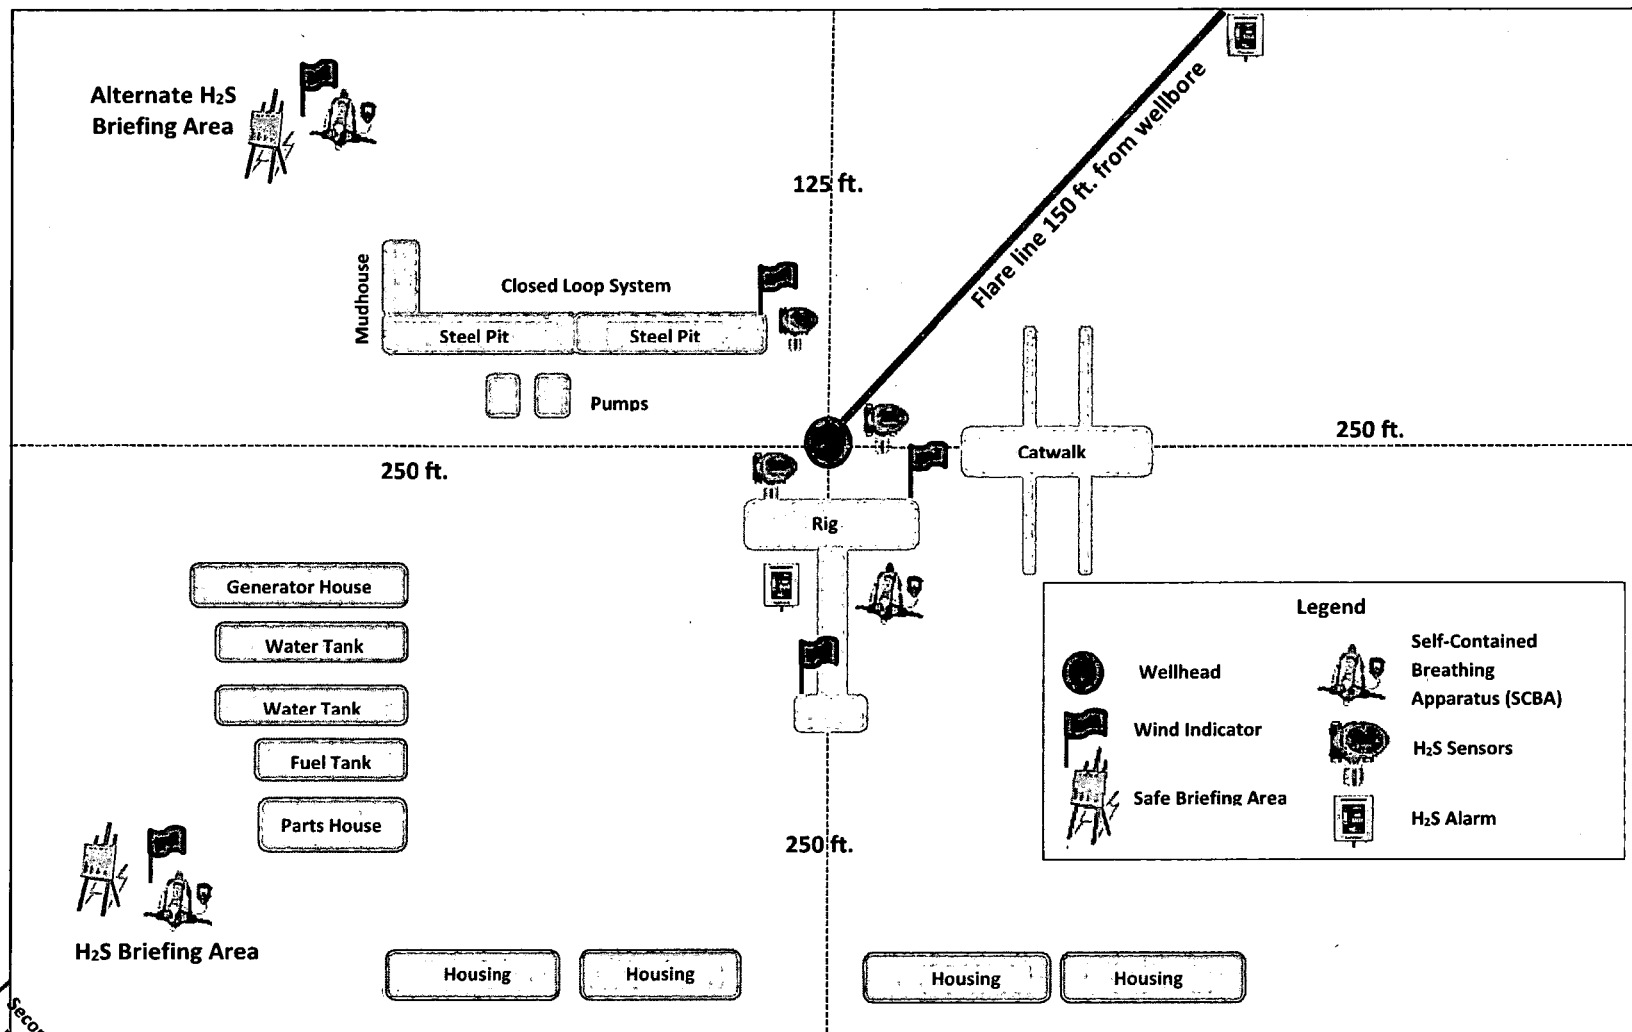 Alternate H₂S
Briefing Area
125 ft.
Flare line 150 ft. from wellbore
Mudhouse
Closed Loop System
Steel Pit
Steel Pit
Pumps
250 ft.
250 ft.
Catwalk
Rig
Generator House
Water Tank
Water Tank
Fuel Tank
Parts House
H₂S Briefing Area
250 ft.
Housing
Housing
Housing
Housing
Legend
Wellhead
Wind Indicator
Safe Briefing Area
Self-Contained
Breathing
Apparatus (SCBA)
H₂S Sensors
H₂S Alarm